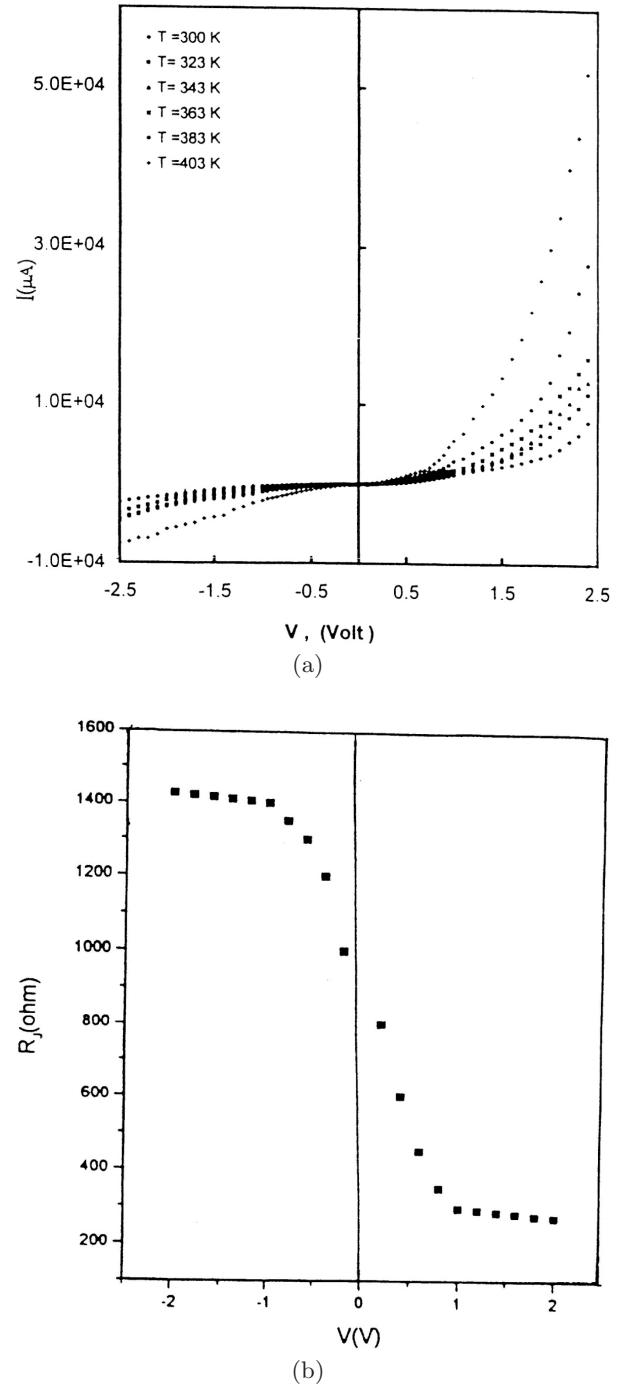 T =300 K
T= 323 K
T = 343 K
T =363 K
T =383 K
T =403 K
5.0E+04
3.0E+04
1.0E+04
-1.0E+04
I(μA)
-2.5 -1.5 -0.5 0.5 1.5 2.5
V , (Volt )
(a)
1600
1400
1200
1000
800
600
400
200
RJ(ohm)
-2 -1 0 1 2
V(V)
(b)